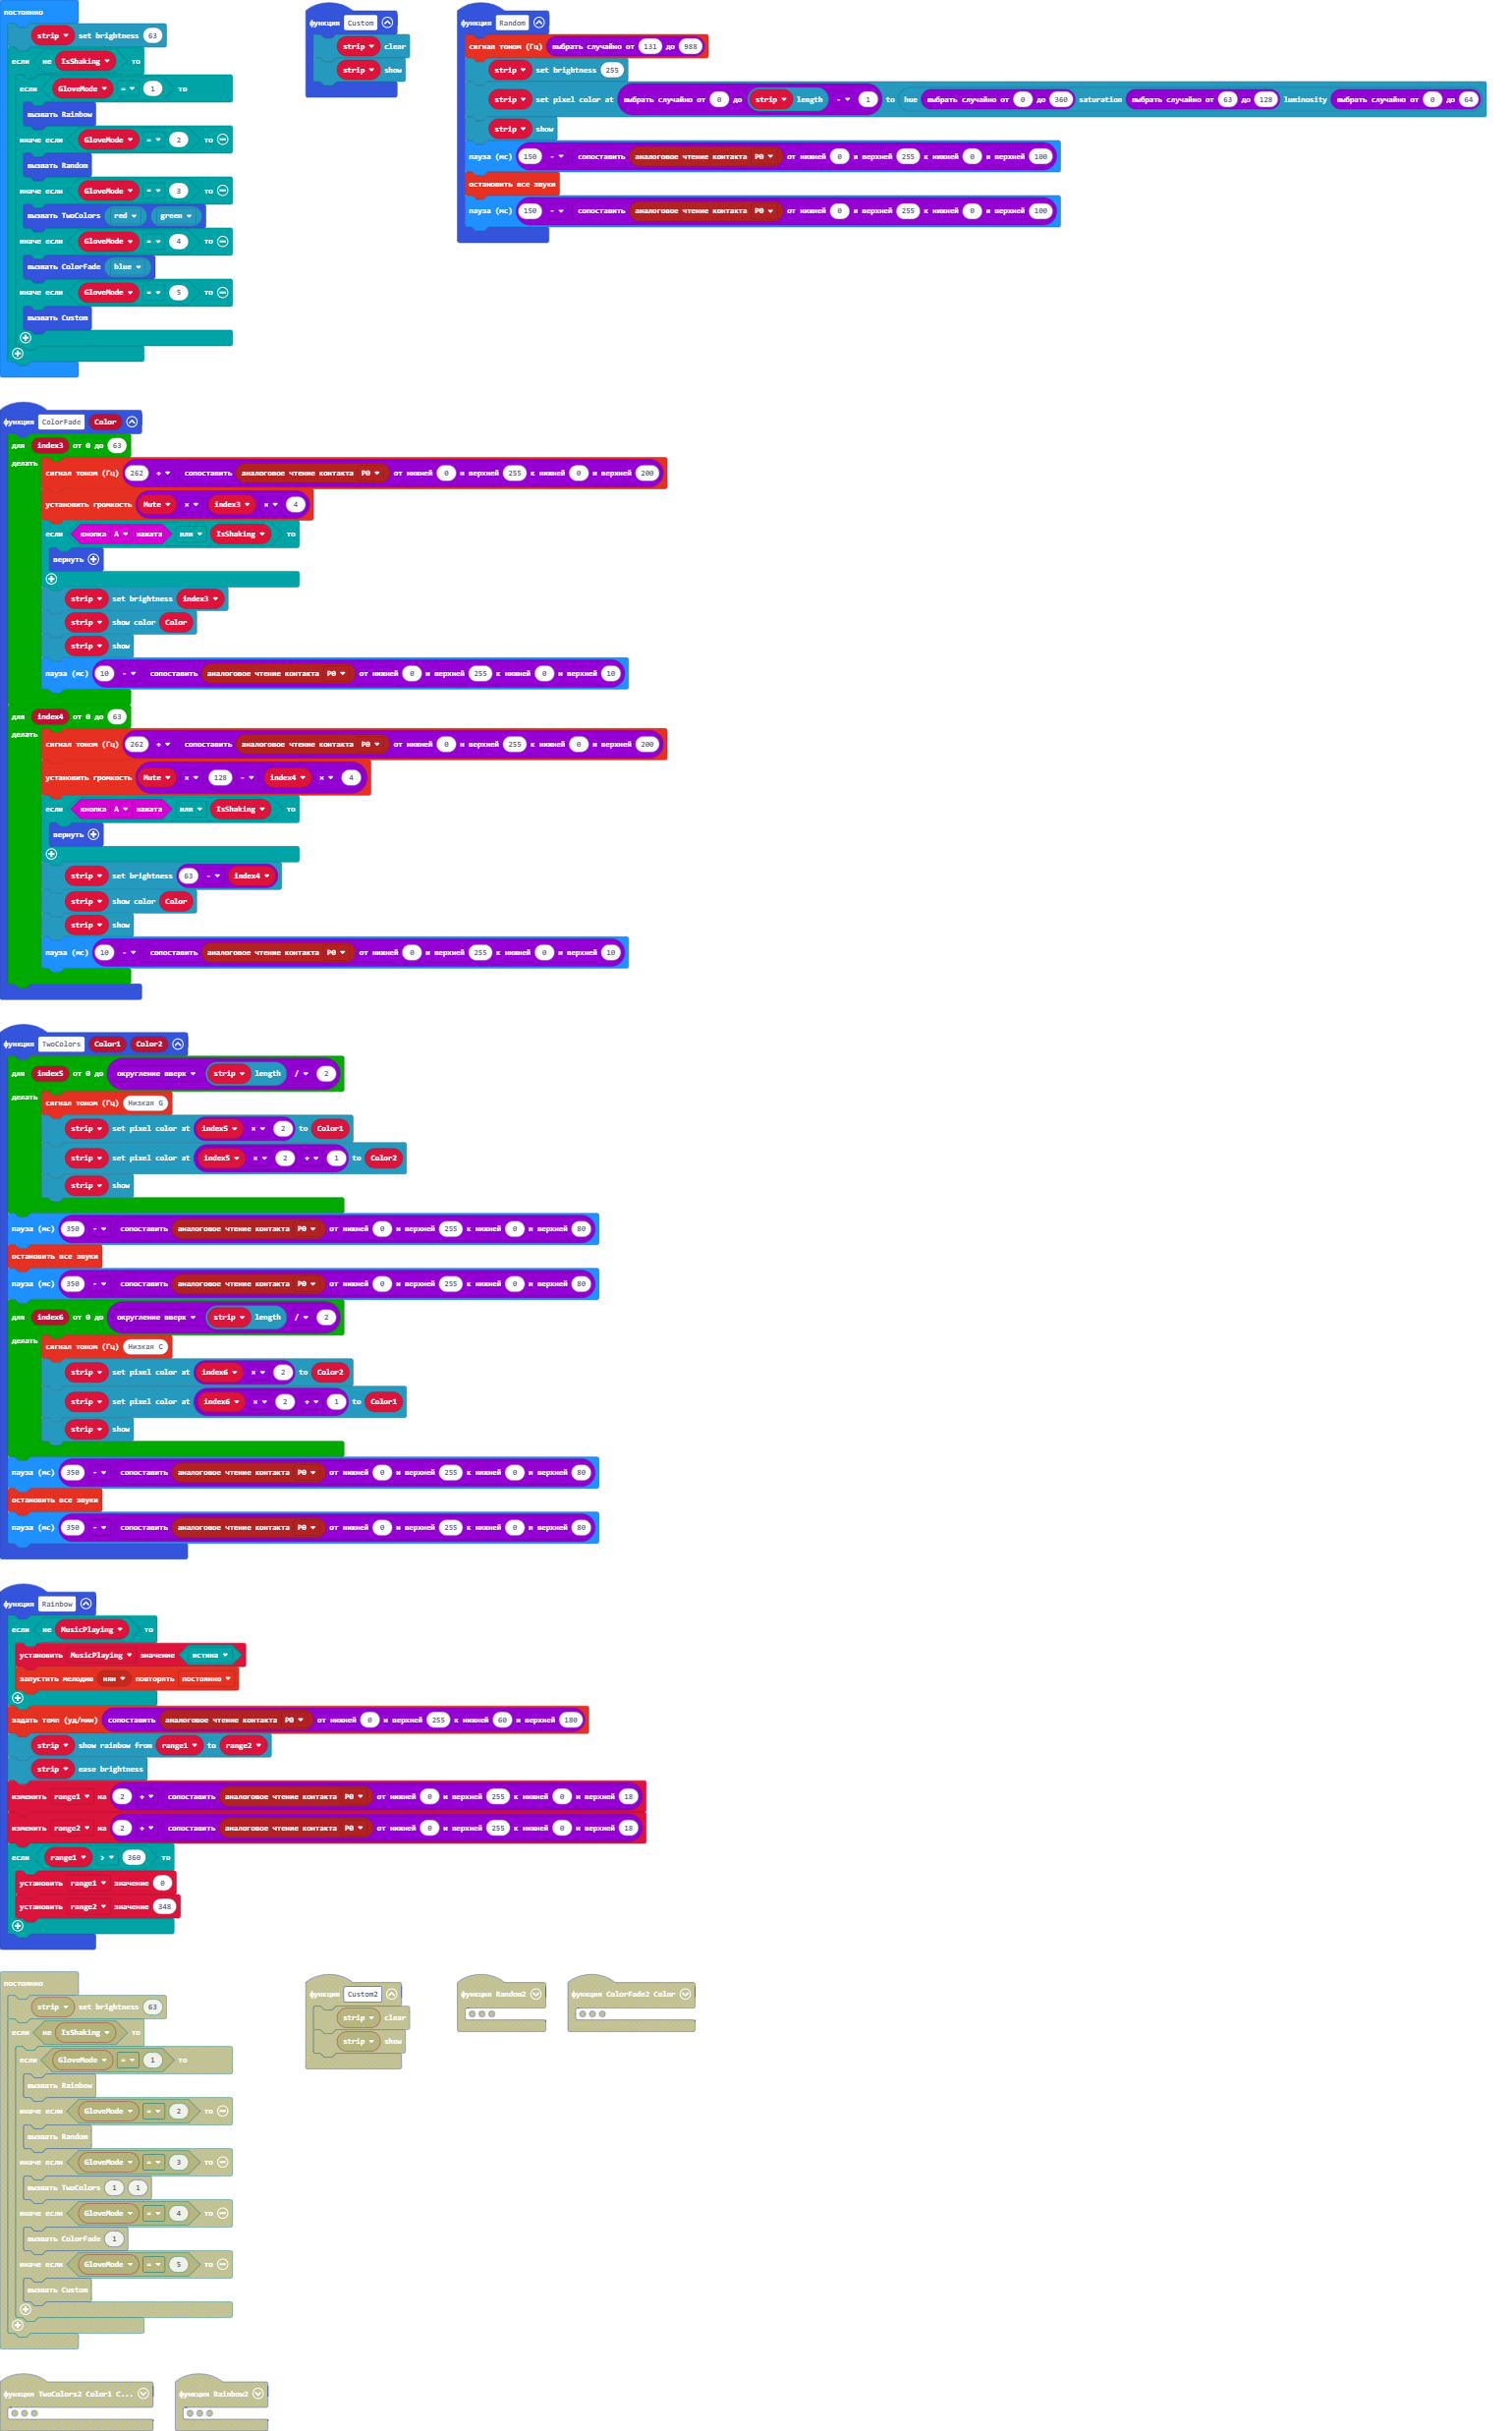 постоянно
strip set brightness 63
если не IsShaking то
если GloveMode = 1 то
вызвать Rainbow
иначе если GloveMode = 2 то
вызвать Random
иначе если GloveMode = 3 то
вызвать TwoColors red green
иначе если GloveMode = 4 то
вызвать ColorFade blue
иначе если GloveMode = 5 то
вызвать Custom
функция Custom
strip clear
strip show
функция Random
сигнал тоном (Гц) выбрать случайно от 131 до 988
strip set brightness 255
strip set pixel color at выбрать случайно от 0 до strip length - 1 to hue выбрать случайно от 0 до 360 saturation выбрать случайно от 63 до 128 luminosity выбрать случайно от 0 до 64
strip show
пауза (мс) 150 - сопоставить аналоговое чтение контакта P0 от нижней 0 и верхней 255 к нижней 0 и верхней 100
остановить все звуки
пауза (мс) 150 - сопоставить аналоговое чтение контакта P0 от нижней 0 и верхней 255 к нижней 0 и верхней 100
функция ColorFade Color
для index3 от 0 до 63
делать
сигнал тоном (Гц) 262 + сопоставить аналоговое чтение контакта P0 от нижней 0 и верхней 255 к нижней 0 и верхней 200
установить громкость Mute × index3 × 4
если кнопка A нажата или IsShaking то
вернуть
strip set brightness index3
strip show color Color
strip show
пауза (мс) 10 - сопоставить аналоговое чтение контакта P0 от нижней 0 и верхней 255 к нижней 0 и верхней 10
для index4 от 0 до 63
делать
сигнал тоном (Гц) 262 + сопоставить аналоговое чтение контакта P0 от нижней 0 и верхней 255 к нижней 0 и верхней 200
установить громкость Mute × 128 - index4 × 4
если кнопка A нажата или IsShaking то
вернуть
strip set brightness 63 - index4
strip show color Color
strip show
пауза (мс) 10 - сопоставить аналоговое чтение контакта P0 от нижней 0 и верхней 255 к нижней 0 и верхней 10
функция TwoColors Color1 Color2
для index5 от 0 до округление вверх strip length / 2
делать
сигнал тоном (Гц) Низкая G
strip set pixel color at index5 × 2 to Color1
strip set pixel color at index5 × 2 + 1 to Color2
strip show
пауза (мс) 350 - сопоставить аналоговое чтение контакта P0 от нижней 0 и верхней 255 к нижней 0 и верхней 80
остановить все звуки
пауза (мс) 350 - сопоставить аналоговое чтение контакта P0 от нижней 0 и верхней 255 к нижней 0 и верхней 80
для index6 от 0 до округление вверх strip length / 2
делать
сигнал тоном (Гц) Низкая C
strip set pixel color at index6 × 2 to Color2
strip set pixel color at index6 × 2 + 1 to Color1
strip show
пауза (мс) 350 - сопоставить аналоговое чтение контакта P0 от нижней 0 и верхней 255 к нижней 0 и верхней 80
остановить все звуки
пауза (мс) 350 - сопоставить аналоговое чтение контакта P0 от нижней 0 и верхней 255 к нижней 0 и верхней 80
функция Rainbow
если не MusicPlaying то
установить MusicPlaying значение истина
запустить мелодию нян повторять постоянно
задать темп (уд/мин) сопоставить аналоговое чтение контакта P0 от нижней 0 и верхней 255 к нижней 60 и верхней 180
strip show rainbow from range1 to range2
strip ease brightness
изменить range1 на 2 + сопоставить аналоговое чтение контакта P0 от нижней 0 и верхней 255 к нижней 0 и верхней 18
изменить range2 на 2 + сопоставить аналоговое чтение контакта P0 от нижней 0 и верхней 255 к нижней 0 и верхней 18
если range1 > 360 то
установить range1 значение 0
установить range2 значение 348
постоянно
strip set brightness 63
если не IsShaking то
если GloveMode = 1 то
вызвать Rainbow
иначе если GloveMode = 2 то
вызвать Random
иначе если GloveMode = 3 то
вызвать TwoColors 1 1
иначе если GloveMode = 4 то
вызвать ColorFade 1
иначе если GloveMode = 5 то
вызвать Custom
функция Custom2
strip clear
strip show
функция Random2
функция ColorFade2 Color
функция TwoColors2 Color1 C...
функция Rainbow2